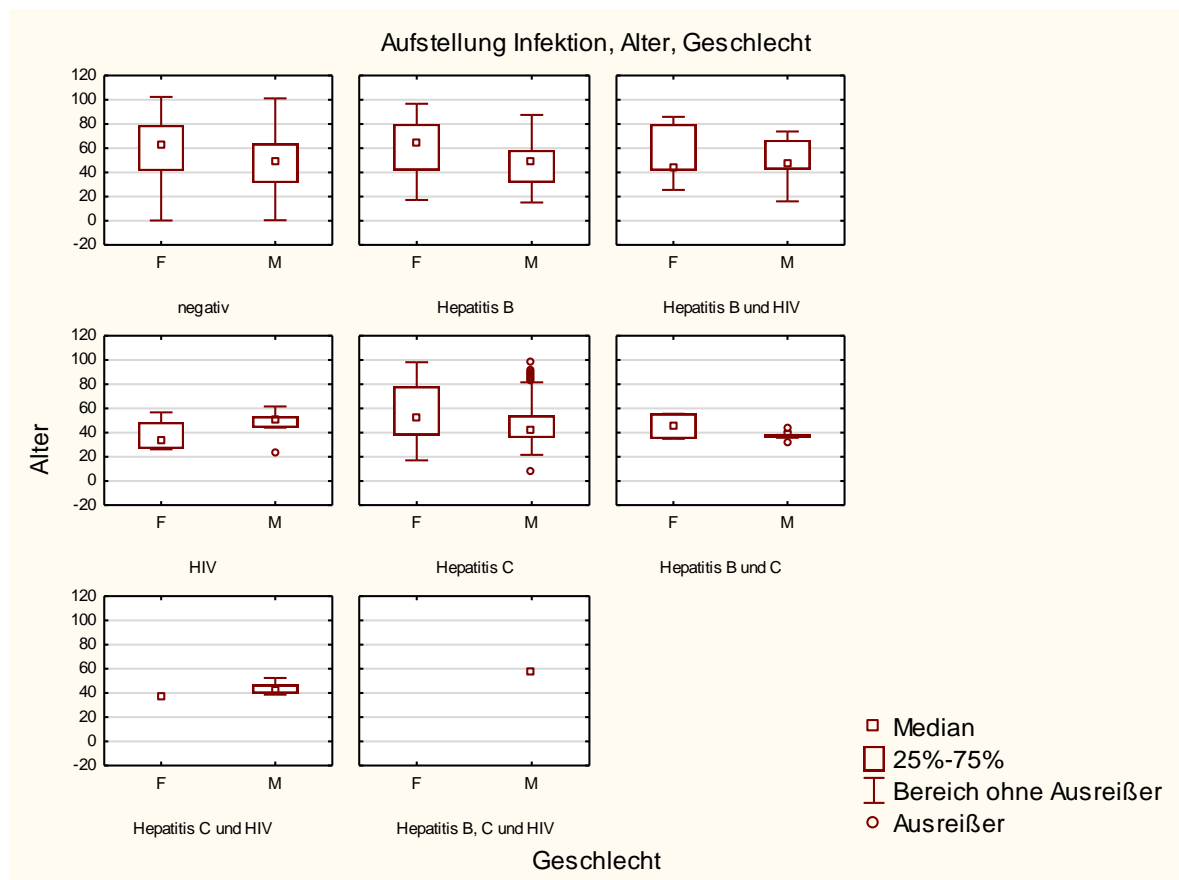 Aufstellung Infektion, Alter, Geschlecht
120
100
80
60
40
20
0
-20
F M
F M
F M
negativ
Hepatitis B
Hepatitis B und HIV
Alter
120
100
80
60
40
20
0
-20
F M
F M
F M
HIV
Hepatitis C
Hepatitis B und C
120
100
80
60
40
20
0
-20
F M
F M
Hepatitis C und HIV
Hepatitis B, C und HIV
Geschlecht
Median
25%-75%
Bereich ohne Ausreißer
Ausreißer